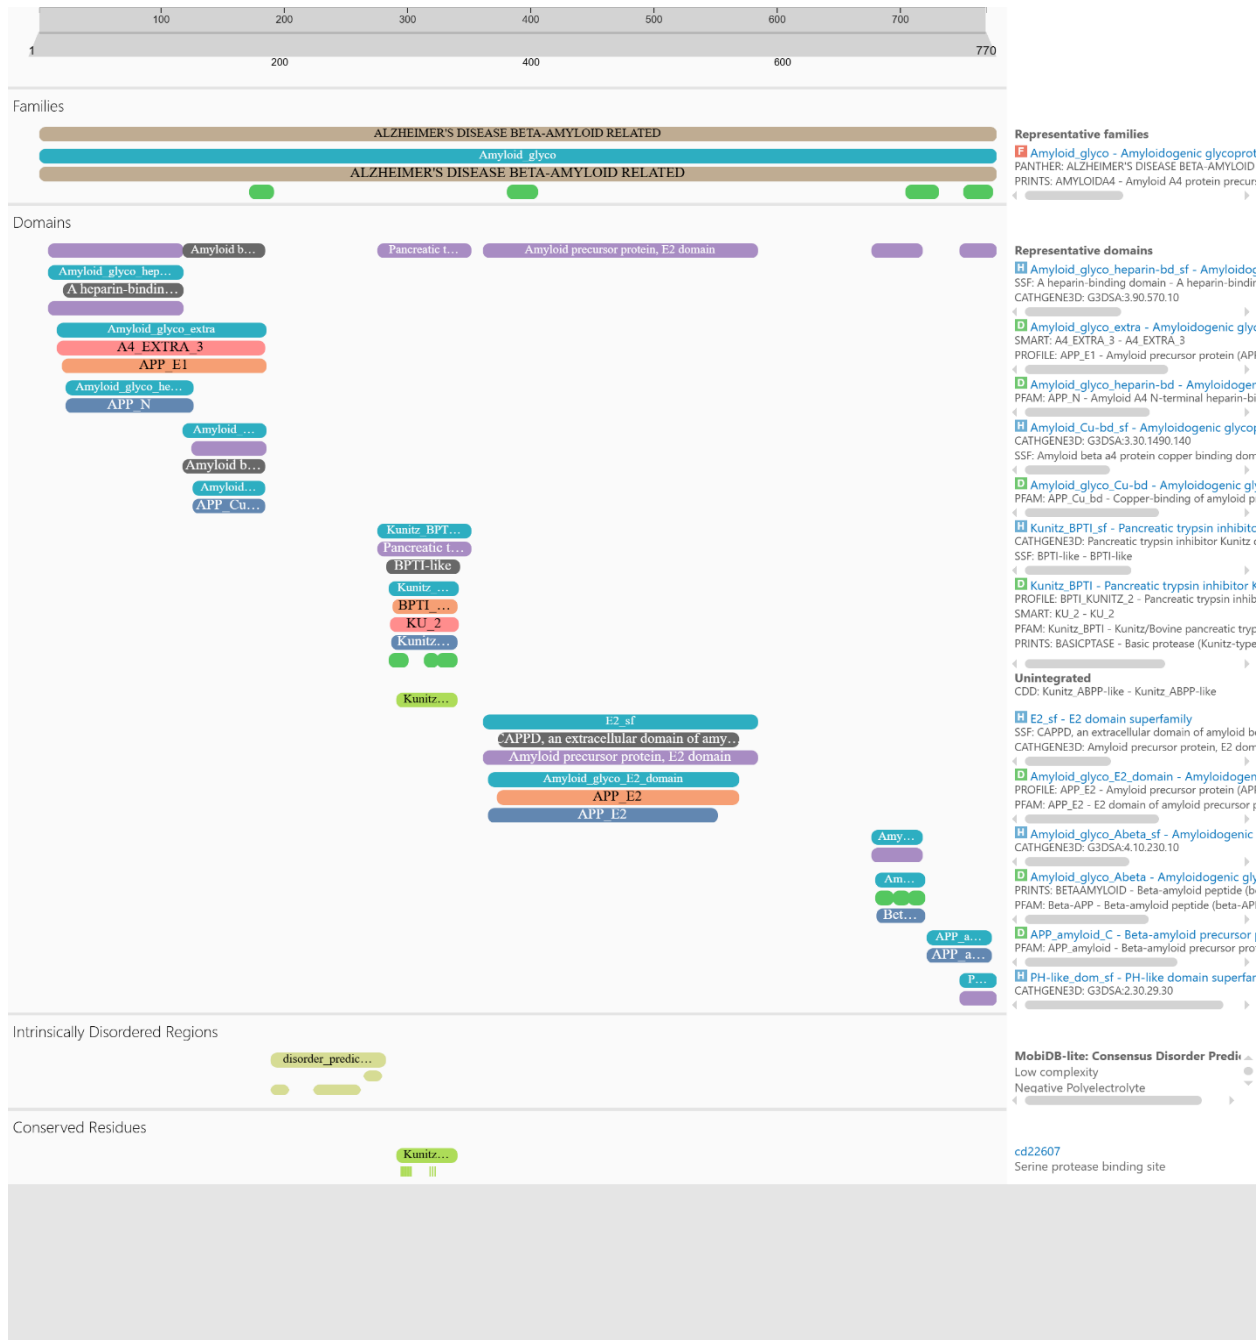 100 200 300 400 500 600 700
1 770
200 400 600
Families
ALZHEIMER'S DISEASE BETA-AMYLOID RELATED
Representative families
Amyloid_glyco
F Amyloid_glyco - Amyloidogenic glycoprot
ALZHEIMER'S DISEASE BETA-AMYLOID RELATED
PANTHER: ALZHEIMER'S DISEASE BETA-AMYLOID
PRINTS: AMYLOIDA4 - Amyloid A4 protein precurs
Domains
Amyloid b... Pancreatic t... Amyloid precursor protein, E2 domain
Representative domains
Amyloid_glyco_hep...
H Amyloid_glyco_heparin-bd_sf - Amyloidog
A heparin-bindin...
SSF: A heparin-binding domain - A heparin-bindin
CATHGENE3D: G3DSA:3.90.570.10
Amyloid_glyco_extra
D Amyloid_glyco_extra - Amyloidogenic glyc
A4_EXTRA_3
SMART: A4_EXTRA_3 - A4_EXTRA_3
APP_E1
PROFILE: APP_E1 - Amyloid precursor protein (AP
Amyloid_glyco_he...
D Amyloid_glyco_heparin-bd - Amyloidogen
APP_N
PFAM: APP_N - Amyloid A4 N-terminal heparin-bi
Amyloid_...
H Amyloid_Cu-bd_sf - Amyloidogenic glycop
CATHGENE3D: G3DSA:3.30.1490.140
Amyloid b...
SSF: Amyloid beta a4 protein copper binding dom
Amyloid...
D Amyloid_glyco_Cu-bd - Amyloidogenic gly
APP_Cu...
PFAM: APP_Cu_bd - Copper-binding of amyloid p
Kunitz_BPT...
H Kunitz_BPTI_sf - Pancreatic trypsin inhibito
Pancreatic t...
CATHGENE3D: Pancreatic trypsin inhibitor Kunitz d
BPTI-like
SSF: BPTI-like - BPTI-like
Kunitz_...
D Kunitz_BPTI - Pancreatic trypsin inhibitor K
BPTI_...
PROFILE: BPTI_KUNITZ_2 - Pancreatic trypsin inhib
KU_2
SMART: KU_2 - KU_2
Kunitz...
PFAM: Kunitz_BPTI - Kunitz/Bovine pancreatic tryp
PRINTS: BASICPTASE - Basic protease (Kunitz-type
Unintegrated
Kunitz...
CDD: Kunitz_ABPP-like - Kunitz_ABPP-like
E2_sf
H E2_sf - E2 domain superfamily
CAPPD, an extracellular domain of amy...
SSF: CAPPD, an extracellular domain of amyloid be
Amyloid precursor protein, E2 domain
CATHGENE3D: Amyloid precursor protein, E2 dom
Amyloid_glyco_E2_domain
D Amyloid_glyco_E2_domain - Amyloidogen
APP_E2
PROFILE: APP_E2 - Amyloid precursor protein (AP
APP_E2
PFAM: APP_E2 - E2 domain of amyloid precursor p
Amy...
H Amyloid_glyco_Abeta_sf - Amyloidogenic
CATHGENE3D: G3DSA:4.10.230.10
Am...
D Amyloid_glyco_Abeta - Amyloidogenic gly
PRINTS: BETAAMYLOID - Beta-amyloid peptide (b
Bet...
PFAM: Beta-APP - Beta-amyloid peptide (beta-AP
APP_a...
D APP_amyloid_C - Beta-amyloid precursor
APP_a...
PFAM: APP_amyloid - Beta-amyloid precursor pro
P...
H PH-like_dom_sf - PH-like domain superfar
CATHGENE3D: G3DSA:2.30.29.30
Intrinsically Disordered Regions
disorder_predic...
MobiDB-lite: Consensus Disorder Predi
Low complexity
Negative Polyelectrolyte
Conserved Residues
Kunitz...
cd22607
Serine protease binding site